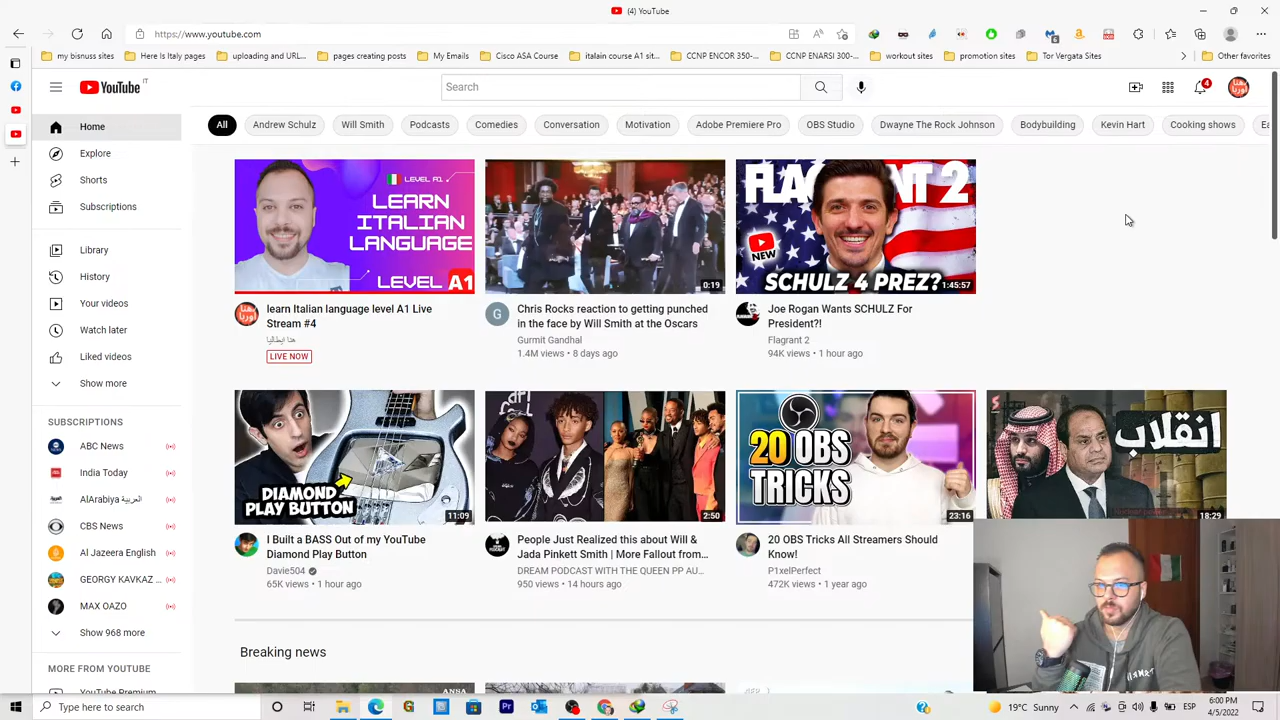 (4) YouTube
https://www.youtube.com
my bisnuss sites
Here Is Italy pages
uploading and URL...
pages creating posts
My Emails
Cisco ASA Course
itialain course A1 sit...
CCNP ENCOR 350-...
CCNP ENARSI 300-...
workout sites
promotion sites
Tor Vergata Sites
Other favorites
YouTube IT
Search
4
Home
Explore
Shorts
Subscriptions
Library
History
Your videos
Watch later
Liked videos
Show more
SUBSCRIPTIONS
ABC News
India Today
AlArabiya العربية
CBS News
Al Jazeera English
GEORGY KAVKAZ ...
MAX OAZO
Show 968 more
MORE FROM YOUTUBE
YouTube Premium
All
Andrew Schulz
Will Smith
Podcasts
Comedies
Conversation
Motivation
Adobe Premiere Pro
OBS Studio
Dwayne The Rock Johnson
Bodybuilding
Kevin Hart
Cooking shows
LEVEL A1
LEARN
ITALIAN
LANGUAGE
LEVEL A1
learn Italian language level A1 Live
Stream #4
هنا ايطاليا
LIVE NOW
0:19
Chris Rocks reaction to getting punched
in the face by Will Smith at the Oscars
Gurmit Gandhal
1.4M views • 8 days ago
FLAGRANT 2
NEW
SCHULZ 4 PREZ?
1:45:57
Joe Rogan Wants SCHULZ For
President?!
Flagrant 2
94K views • 1 hour ago
DIAMOND
PLAY BUTTON
11:09
I Built a BASS Out of my YouTube
Diamond Play Button
Davie504
65K views • 1 hour ago
2:50
People Just Realized this about Will &
Jada Pinkett Smith | More Fallout from...
DREAM PODCAST WITH THE QUEEN PP AU...
950 views • 14 hours ago
20 OBS
TRICKS
23:16
20 OBS Tricks All Streamers Should
Know!
P1xelPerfect
472K views • 1 year ago
انقلاب
18:29
Breaking news
ANSA
Type here to search
19°C Sunny
ESP
6:00 PM
4/5/2022